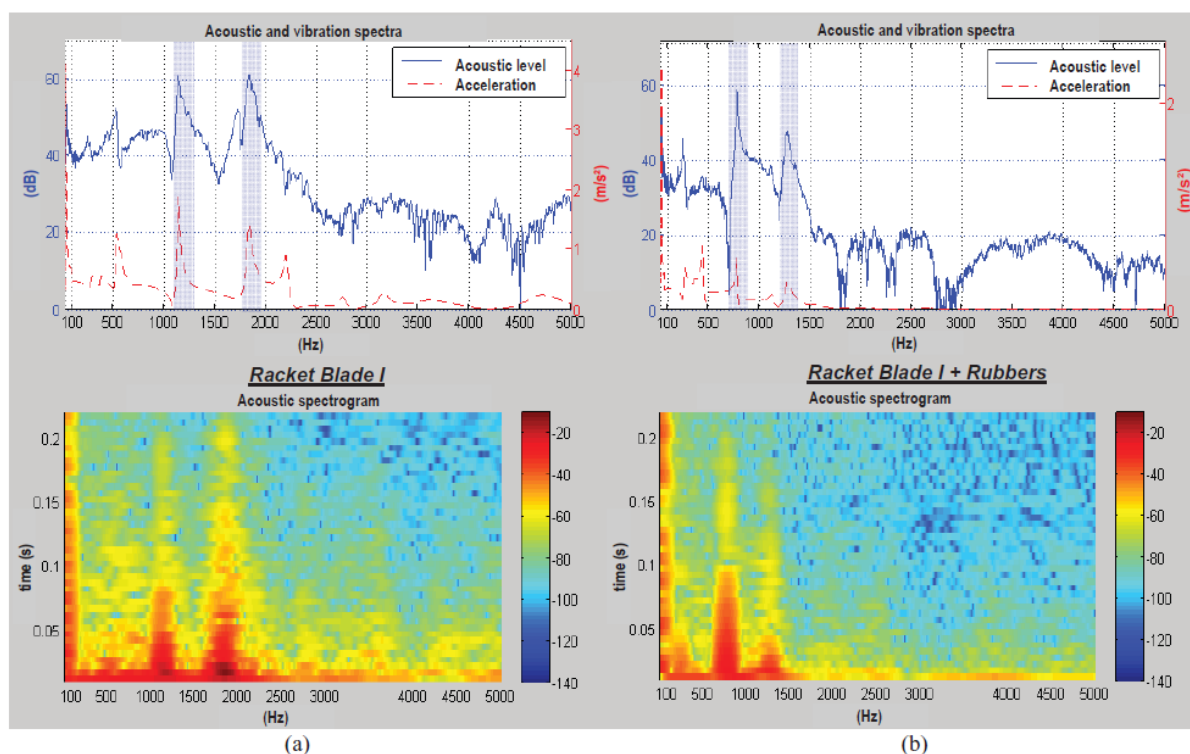 Acoustic and vibration spectra
Acoustic level
Acceleration
60
40
20
0
(dB)
4
3
2
1
0
(m/s²)
100 500 1000 1500 2000 2500 3000 3500 4000 4500 5000
(Hz)
Racket Blade I
Acoustic spectrogram
0.2
0.15
0.1
0.05
time (s)
-20
-40
-60
-80
-100
-120
-140
100 500 1000 1500 2000 3000 4000 5000
(Hz)
(a)
Acoustic and vibration spectra
Acoustic level
Acceleration
60
40
20
0
(dB)
2
1
0
(m/s²)
100 500 1000 1500 2000 2500 3000 3500 4000 4500 5000
(Hz)
Racket Blade I + Rubbers
Acoustic spectrogram
0.2
0.15
0.1
0.05
time (s)
-20
-40
-60
-80
-100
-120
-140
100 500 1000 1500 2000 3000 4000 5000
(Hz)
(b)